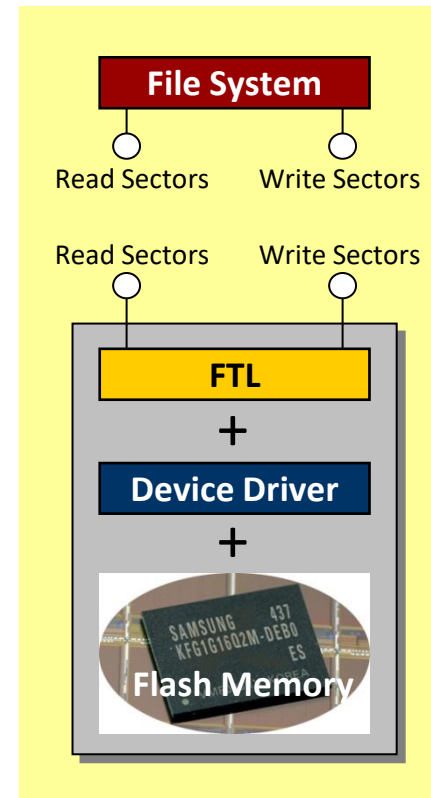 File System
Read Sectors Write Sectors
Read Sectors Write Sectors
FTL
+
Device Driver
+
SAMSUNG 437
KFG1G16Q2M-DEB0
ES
Flash Memory